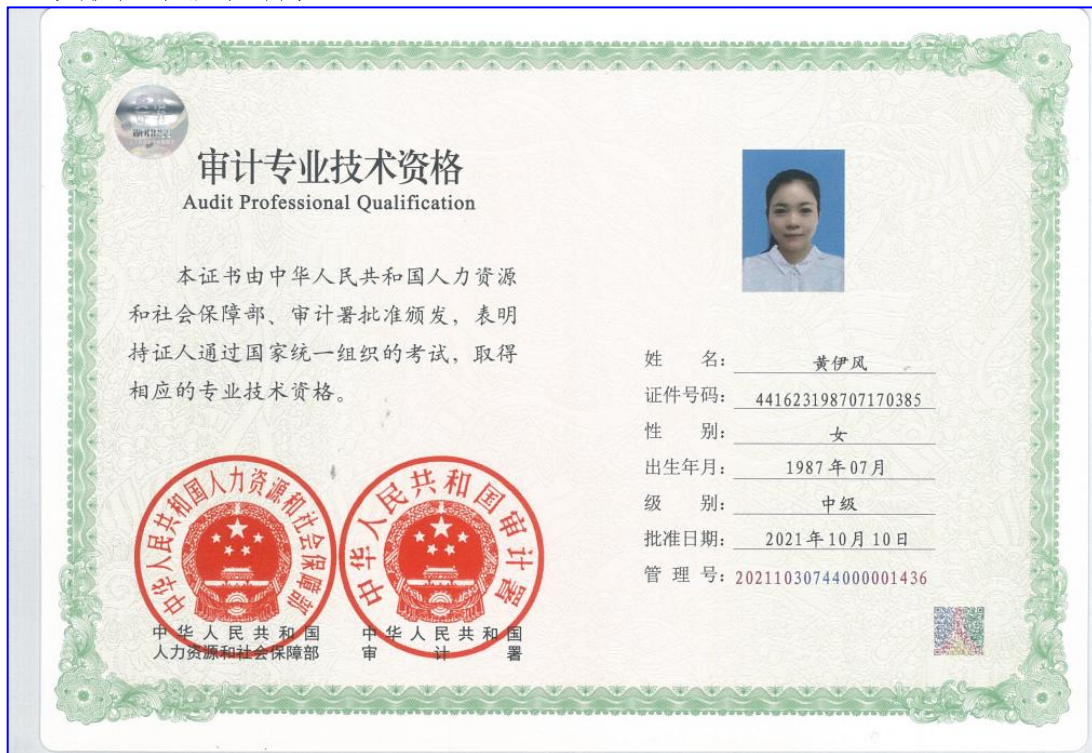 审计专业技术资格
Audit Professional Qualification
本证书由中华人民共和国人力资源
和社会保障部、审计署批准颁发，表明
持证人通过国家统一组织的考试，取得
相应的专业技术资格。
中华人民共和国人力资源和社会保障部
中华人民共和国审计署
中华人民共和国
人力资源和社会保障部
中华人民共和国
审计署
姓名：黄伊风
证件号码：441623198707170385
性别：女
出生年月：1987年07月
级别：中级
批准日期：2021年10月10日
管理号：20211030744000001436